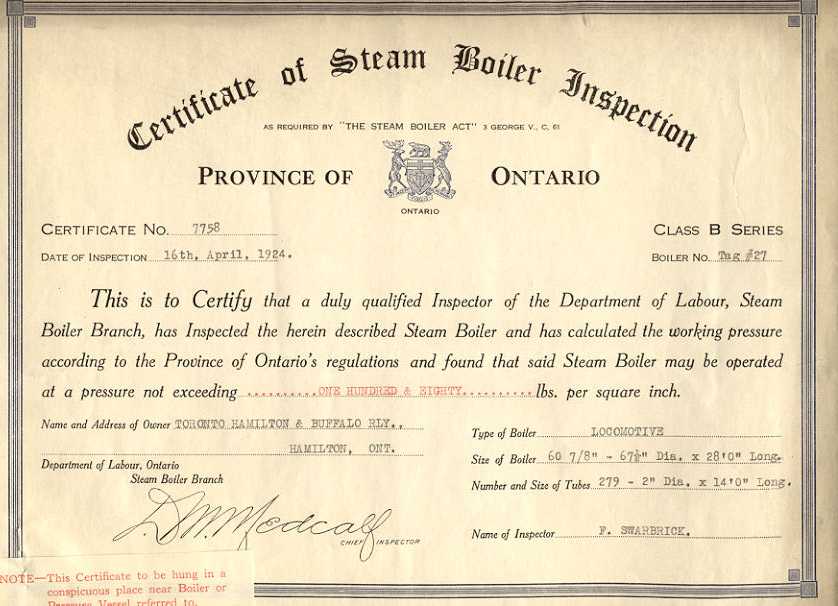 Certificate of Steam Boiler Inspection
AS REQUIRED BY "THE STEAM BOILER ACT" 3 GEORGE V., C, 61
PROVINCE OF ONTARIO
ONTARIO
CERTIFICATE No. 7758 CLASS B SERIES
DATE OF INSPECTION 16th, April, 1924. BOILER No. Tag #27
This is to Certify that a duly qualified Inspector of the Department of Labour, Steam
Boiler Branch, has Inspected the herein described Steam Boiler and has calculated the working pressure
according to the Province of Ontario's regulations and found that said Steam Boiler may be operated
at a pressure not exceeding ..........ONE HUNDRED & EIGHTY.......... lbs. per square inch.
Name and Address of Owner TORONTO HAMILTON & BUFFALO RLY.,
HAMILTON, ONT.
Department of Labour, Ontario
Steam Boiler Branch
D.M. Medcalf
CHIEF INSPECTOR
Type of Boiler LOCOMOTIVE
Size of Boiler 60 7/8" - 67½" Dia. x 28'0" Long.
Number and Size of Tubes 279 - 2" Dia. x 14'0" Long.
Name of Inspector F. SWARBRICK.
NOTE—This Certificate to be hung in a
conspicuous place near Boiler or
Pressure Vessel referred to.